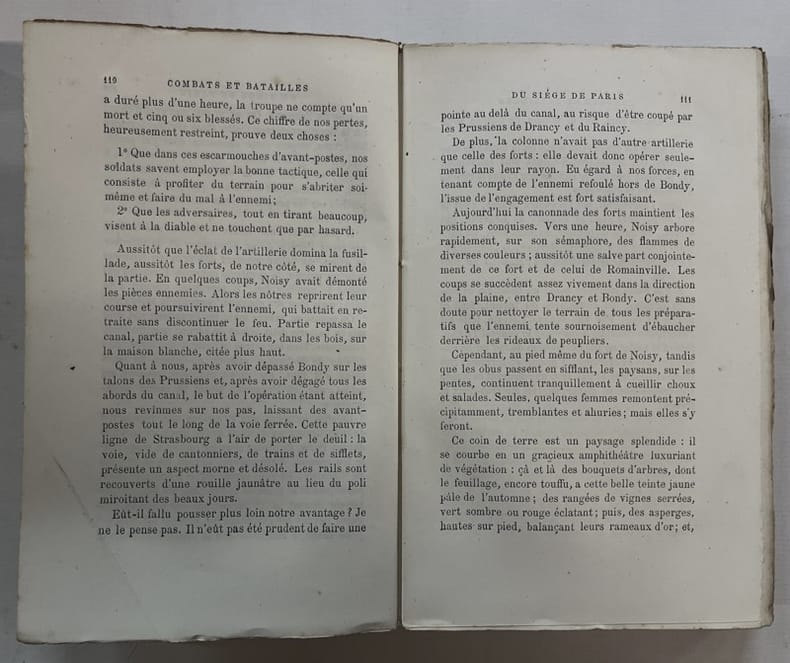 110 COMBATS ET BATAILLES
a duré plus d'une heure, la troupe ne compte qu'un
mort et cinq ou six blessés. Ce chiffre de nos pertes,
heureusement restreint, prouve deux choses :
1° Que dans ces escarmouches d'avant-postes, nos
soldats savent employer la bonne tactique, celle qui
consiste à profiter du terrain pour s'abriter soi-
même et faire du mal à l'ennemi;
2° Que les adversaires, tout en tirant beaucoup,
visent à la diable et ne touchent que par hasard.
Aussitôt que l'éclat de l'artillerie domina la fusil-
lade, aussitôt les forts, de notre côté, se mirent de
la partie. En quelques coups, Noisy avait démonté
les pièces ennemies. Alors les nôtres reprirent leur
course et poursuivirent l'ennemi, qui battait en re-
traite sans discontinuer le feu. Partie repassa le
canal, partie se rabattit à droite, dans les bois, sur
la maison blanche, citée plus haut.
Quant à nous, après avoir dépassé Bondy sur les
talons des Prussiens et, après avoir dégagé tous les
abords du canal, le but de l'opération étant atteint,
nous revinmes sur nos pas, laissant des avant-
postes tout le long de la voie ferrée. Cette pauvre
ligne de Strasbourg a l'air de porter le deuil : la
voie, vide de cantonniers, de trains et de sifflets,
présente un aspect morne et désolé. Les rails sont
recouverts d'une rouille jaunâtre au lieu du poli
miroitant des beaux jours.
Eût-il fallu pousser plus loin notre avantage ? Je
ne le pense pas. Il n'eût pas été prudent de faire une
DU SIÉGE DE PARIS 111
pointe au delà du canal, au risque d'être coupé par
les Prussiens de Drancy et du Raincy.
De plus, la colonne n'avait pas d'autre artillerie
que celle des forts : elle devait donc opérer seule-
ment dans leur rayon. Eu égard à nos forces, en
tenant compte de l'ennemi refoulé hors de Bondy,
l'issue de l'engagement est fort satisfaisant.
Aujourd'hui la canonnade des forts maintient les
positions conquises. Vers une heure, Noisy arbore
rapidement, sur son sémaphore, des flammes de
diverses couleurs ; aussitôt une salve part conjointe-
ment de ce fort et de celui de Romainville. Les
coups se succèdent assez vivement dans la direction
de la plaine, entre Drancy et Bondy. C'est sans
doute pour nettoyer le terrain de tous les prépara-
tifs que l'ennemi tente sournoisement d'ébaucher
derrière les rideaux de peupliers.
Cependant, au pied même du fort de Noisy, tandis
que les obus passent en sifflant, les paysans, sur les
pentes, continuent tranquillement à cueillir choux
et salades. Seules, quelques femmes remontent pré-
cipitamment, tremblantes et ahuries; mais elles s'y
feront.
Ce coin de terre est un paysage splendide : il
se courbe en un gracieux amphithéâtre luxuriant
de végétation : çà et là des bouquets d'arbres, dont
le feuillage, encore touffu, a cette belle teinte jaune
pâle de l'automne ; des rangées de vignes serrées,
vert sombre ou rouge éclatant; puis, des asperges,
hautes sur pied, balançant leurs rameaux d'or; et,